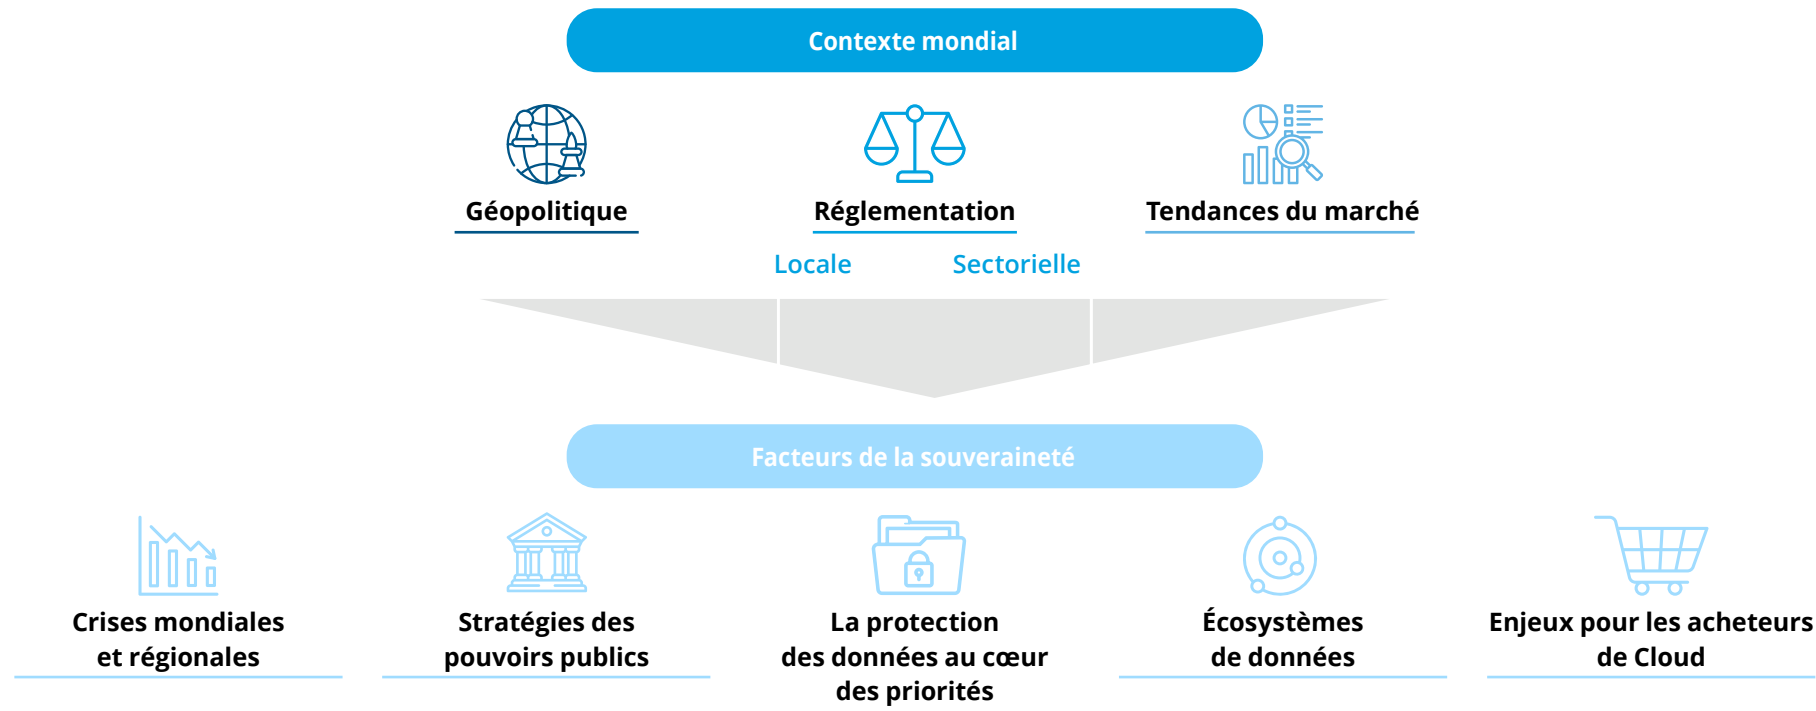 Contexte mondial
Géopolitique
Réglementation
Tendances du marché
Locale
Sectorielle
Facteurs de la souveraineté
Crises mondiales
et régionales
Stratégies des
pouvoirs publics
La protection
des données au cœur
des priorités
Écosystèmes
de données
Enjeux pour les acheteurs
de Cloud